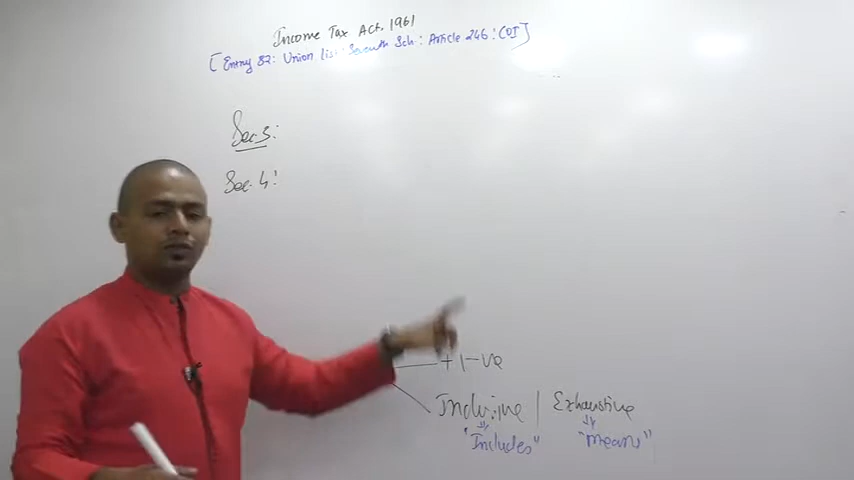 Income Tax Act, 1961
[Entry 82: Union List: Seventh Sch: Article 246: COI]
Sec. 3:
Sec. 4:
+ | -ve
Inclusive | Exhaustive
"Includes" "means"